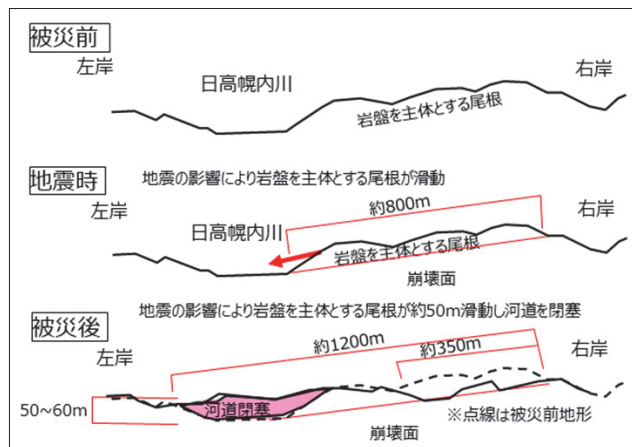 被災前
左岸
日高幌内川
右岸
岩盤を主体とする尾根
地震時
地震の影響により岩盤を主体とする尾根が滑動
左岸
約800m
右岸
日高幌内川
岩盤を主体とする尾根
崩壊面
地震の影響により岩盤を主体とする尾根が約50m滑動し河道を閉塞
被災後
左岸
約1200m
約350m
右岸
50~60m
河道閉塞
※点線は被災前地形
崩壊面